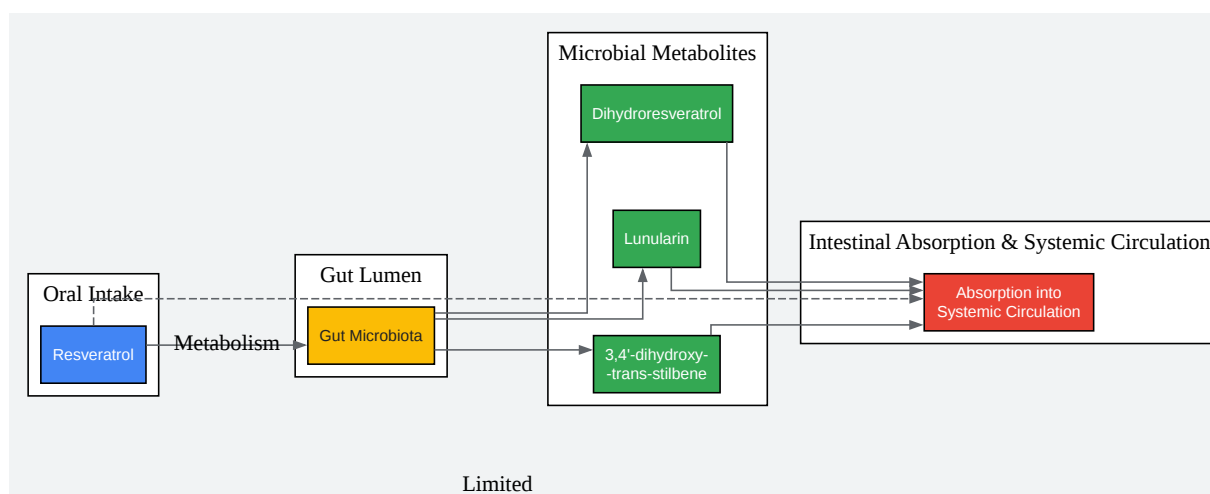 Microbial Metabolites
Dihydroresveratrol
Lunularin
3,4'-dihydroxy-
-trans-stilbene
Gut Lumen
Gut Microbiota
Oral Intake
Resveratrol
Metabolism
Intestinal Absorption & Systemic Circulation
Absorption into
Systemic Circulation
Limited